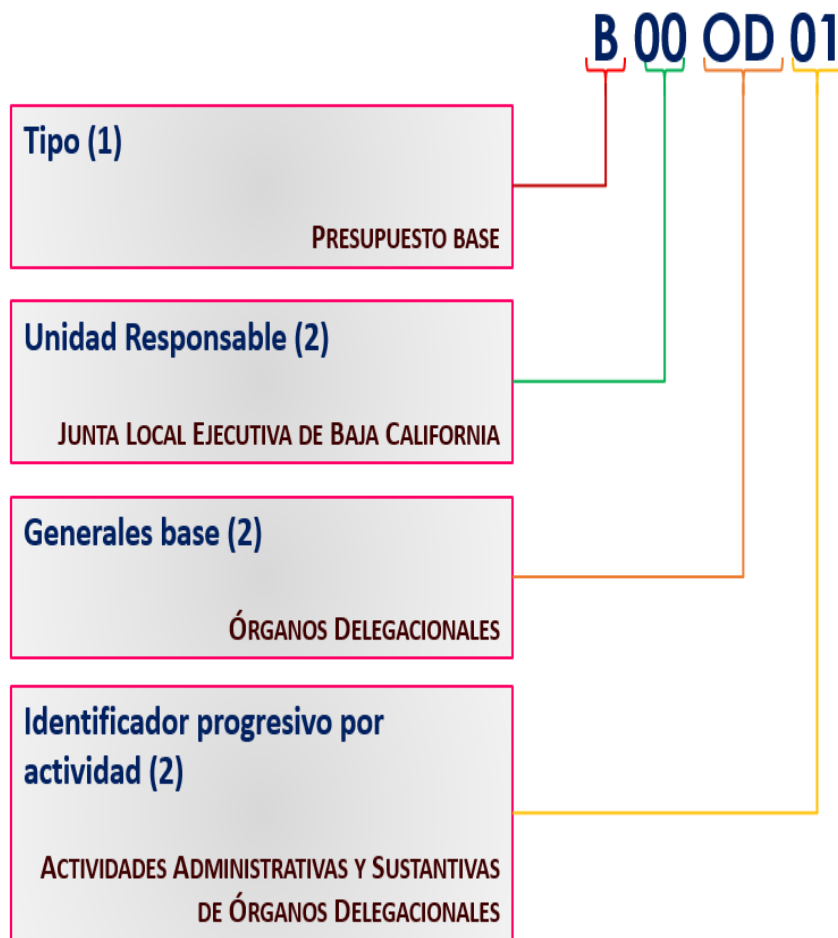 B 00 OD 01
Tipo (1)
PRESUPUESTO BASE
Unidad Responsable (2)
JUNTA LOCAL EJECUTIVA DE BAJA CALIFORNIA
Generales base (2)
ÓRGANOS DELEGACIONALES
Identificador progresivo por
actividad (2)
ACTIVIDADES ADMINISTRATIVAS Y SUSTANTIVAS
DE ÓRGANOS DELEGACIONALES